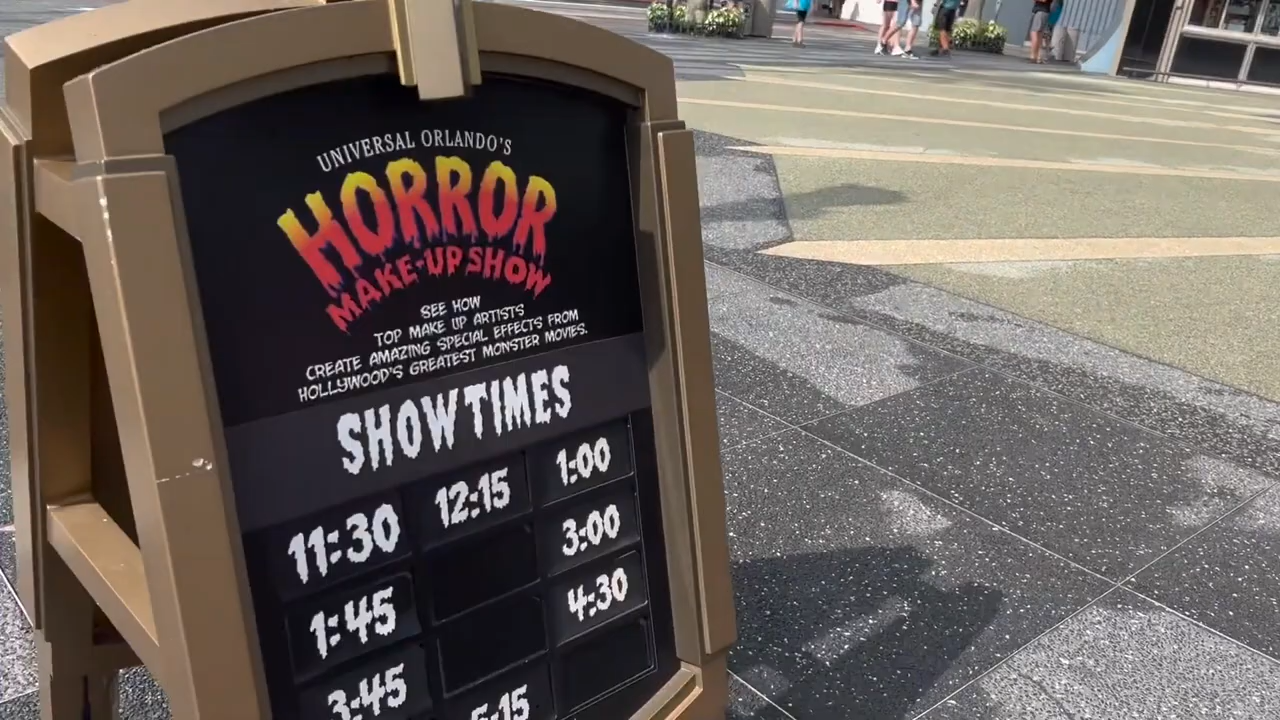 UNIVERSAL ORLANDO'S
HORROR
MAKE-UP SHOW
SEE HOW
TOP MAKE UP ARTISTS
CREATE AMAZING SPECIAL EFFECTS FROM
HOLLYWOOD'S GREATEST MONSTER MOVIES.
SHOWTIMES
11:30 12:15 1:00
1:45 3:00
3:45 4:30
5:15